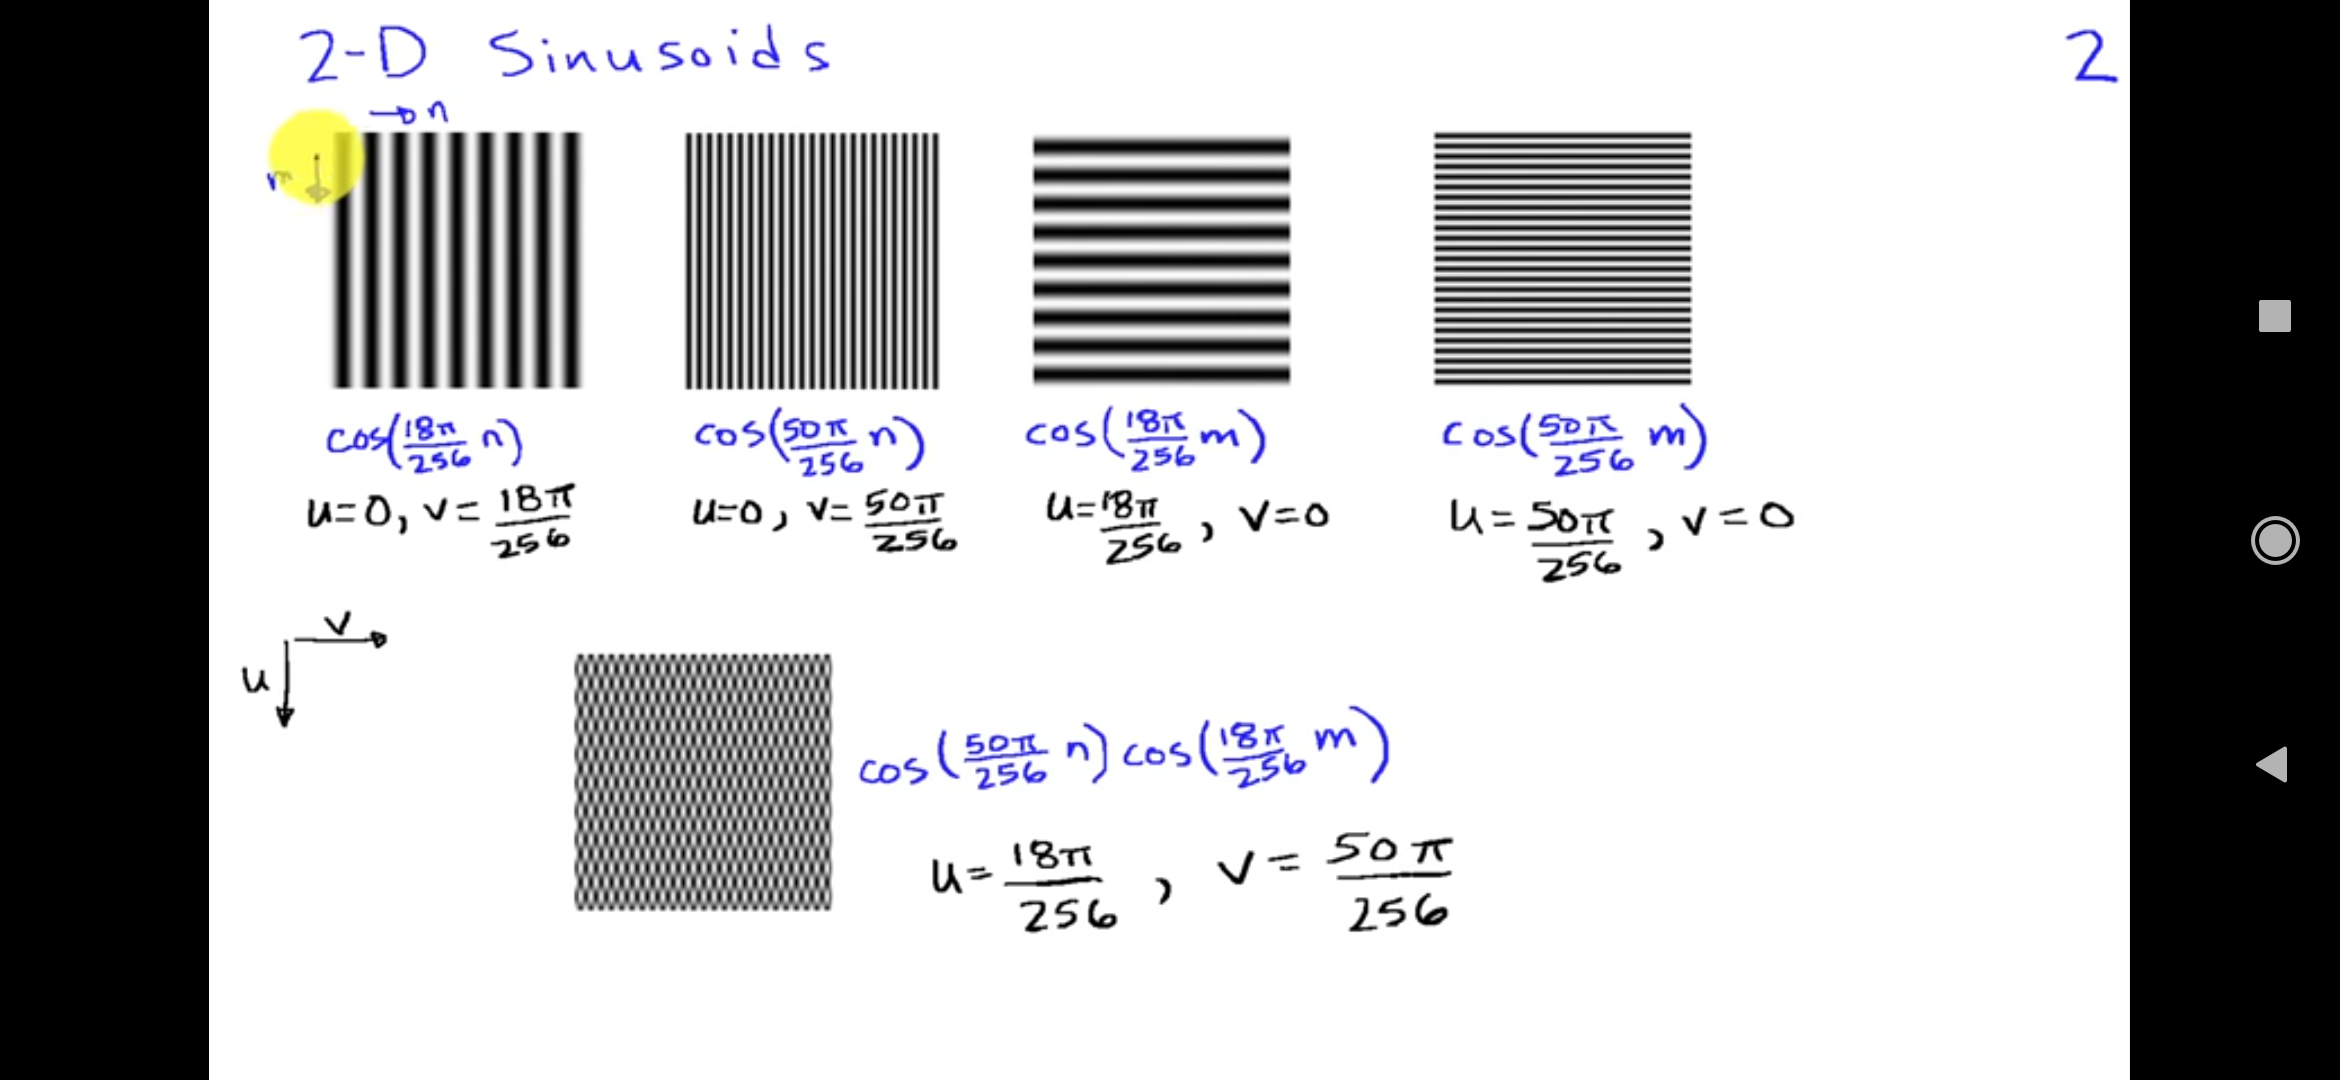 2-D Sinusoids 2
→ n
m
cos(18π/256 n) cos(50π/256 n) cos(18π/256 m) cos(50π/256 m)
u=0, v=18π/256 u=0, v=50π/256 u=18π/256, v=0 u=50π/256, v=0
v
u
cos(50π/256 n) cos(18π/256 m)
u=18π/256, v=50π/256